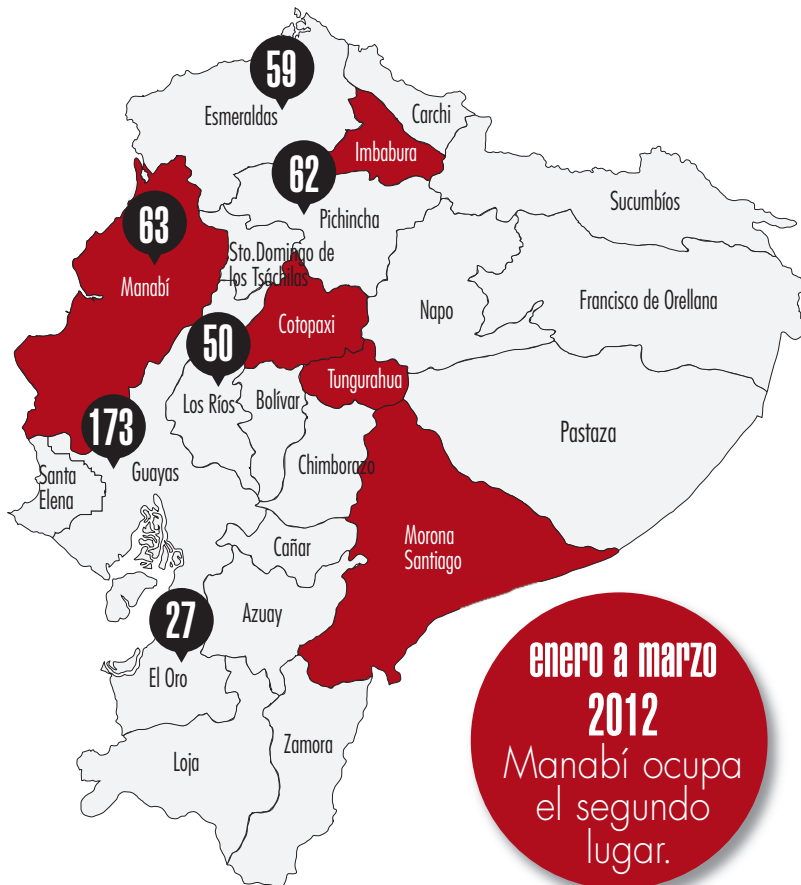 59
Esmeraldas
Carchi
Imbabura
62
Pichincha
Sucumbíos
63
Manabí
Sto.Domingo de
los Tsáchilas
Napo
Francisco de Orellana
Cotopaxi
50
Los Ríos
Bolívar
Tungurahua
Pastaza
173
Guayas
Santa
Elena
Chimborazo
Cañar
Morona
Santiago
27
El Oro
Azuay
Loja
Zamora
enero a marzo
2012
Manabí ocupa
el segundo
lugar.